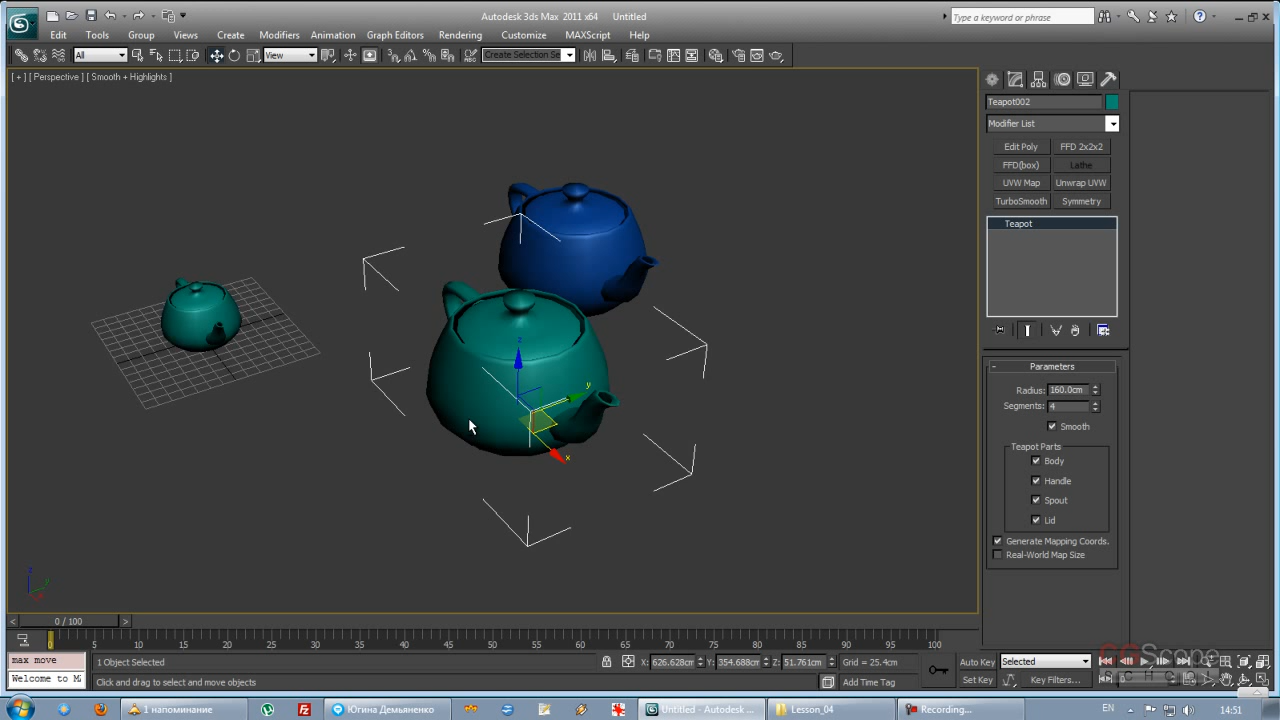 Autodesk 3ds Max 2011 x64 Untitled
Type a keyword or phrase
Edit Tools Group Views Create Modifiers Animation Graph Editors Rendering Customize MAXScript Help
All
View
Create Selection Se
[ + ] [ Perspective ] [ Smooth + Highlights ]
Teapot002
Modifier List
Edit Poly FFD 2x2x2
FFD(box) Lathe
UVW Map Unwrap UVW
TurboSmooth Symmetry
Teapot
z
y
x
- Parameters
Radius: 160.0cm
Segments: 4
Smooth
Teapot Parts
Body
Handle
Spout
Lid
Generate Mapping Coords.
Real-World Map Size
z
y
x
< 0 / 100 >
0 5 10 15 20 25 30 35 40 45 50 55 60 65 70 75 80 85 90 95 100
max move
1 Object Selected
X: 626.628cm Y: 354.688cm Z: 51.761cm
Grid = 25.4cm
Auto Key
Selected
CGScope
Welcome to M
Click and drag to select and move objects
Add Time Tag
Set Key
Key Filters...
1 напоминание
Югина Демьяненко
Untitled - Autodesk ...
Lesson_04
Recording...
EN
14:51